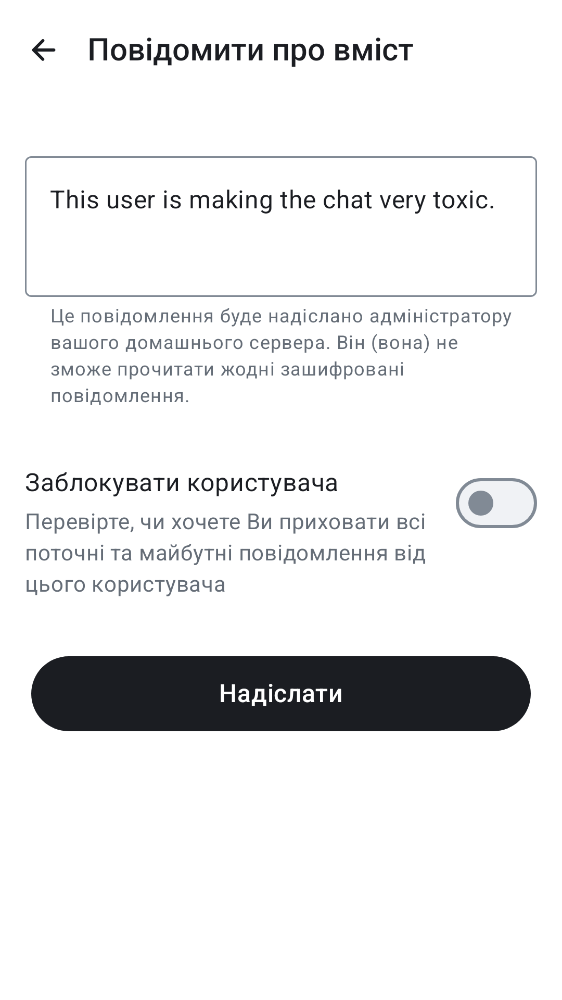 Повідомити про вміст
This user is making the chat very toxic.
Це повідомлення буде надіслано адміністратору
вашого домашнього сервера. Він (вона) не
зможе прочитати жодні зашифровані
повідомлення.
Заблокувати користувача
Перевірте, чи хочете Ви приховати всі
поточні та майбутні повідомлення від
цього користувача
Надіслати